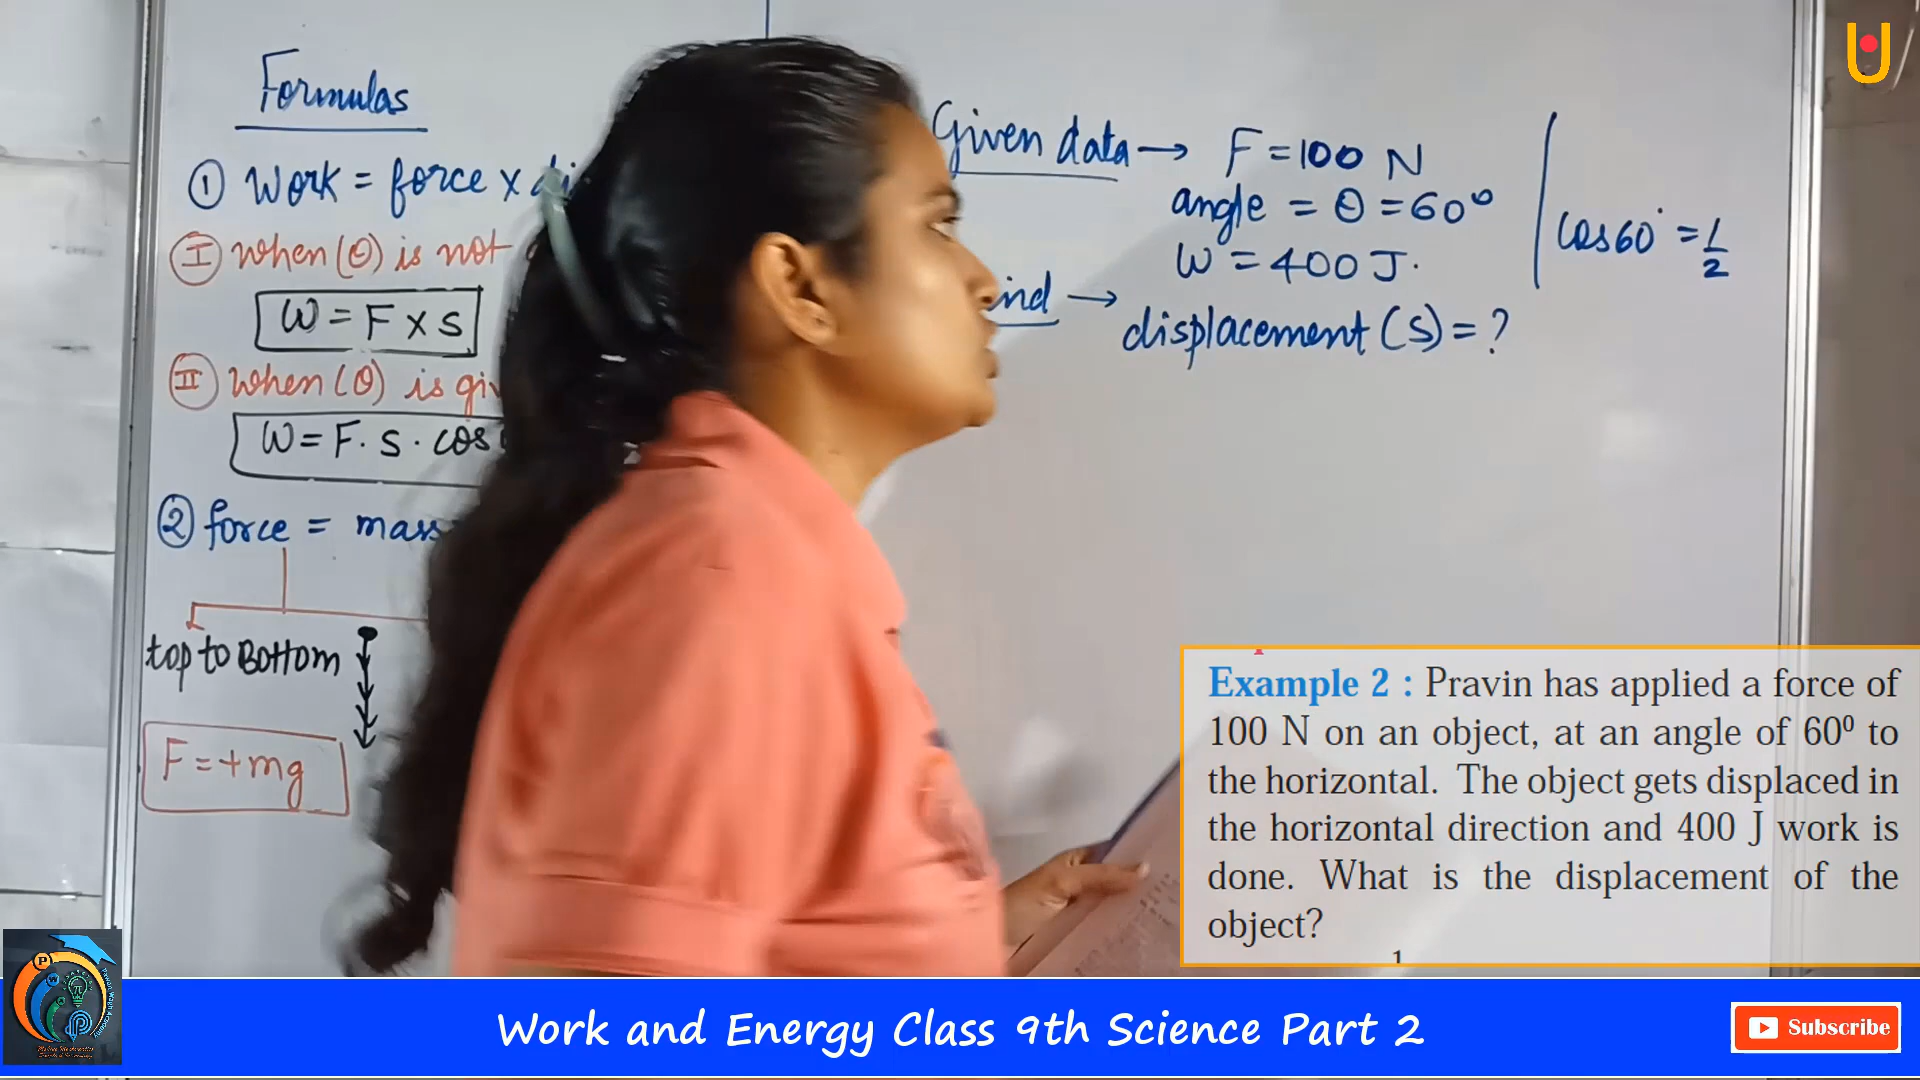 Formulas
① Work = force x
Ⓘ when (θ) is not
W = F x s
Ⓘⓘ when (θ) is
W = F. s. cos
② force = mass
top to Bottom
F = + mg
Given data → F = 100 N
angle = θ = 60°
W = 400 J.
cos 60° = 1/2
→
displacement (s) = ?
Example 2 : Pravin has applied a force of
100 N on an object, at an angle of 60⁰ to
the horizontal. The object gets displaced in
the horizontal direction and 400 J work is
done. What is the displacement of the
object?
Work and Energy Class 9th Science Part 2
Subscribe